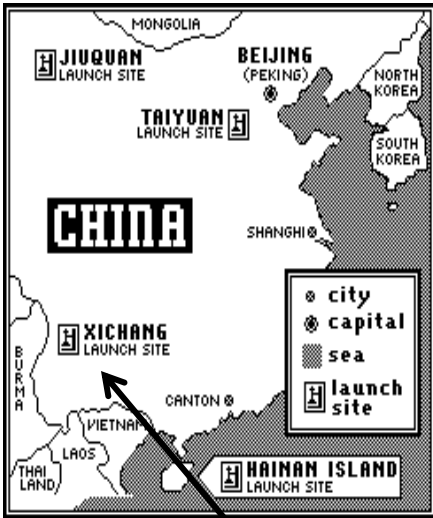 MONGOLIA
JIUQUAN
LAUNCH SITE
BEIJING
(PEKING)
NORTH
KOREA
TAIYUAN
LAUNCH SITE
SOUTH
KOREA
CHINA
SHANGHI
city
capital
sea
launch
site
XICHANG
LAUNCH SITE
BURMA
CANTON
VIETNAM
LAOS
THAI
LAND
HAINAN ISLAND
LAUNCH SITE